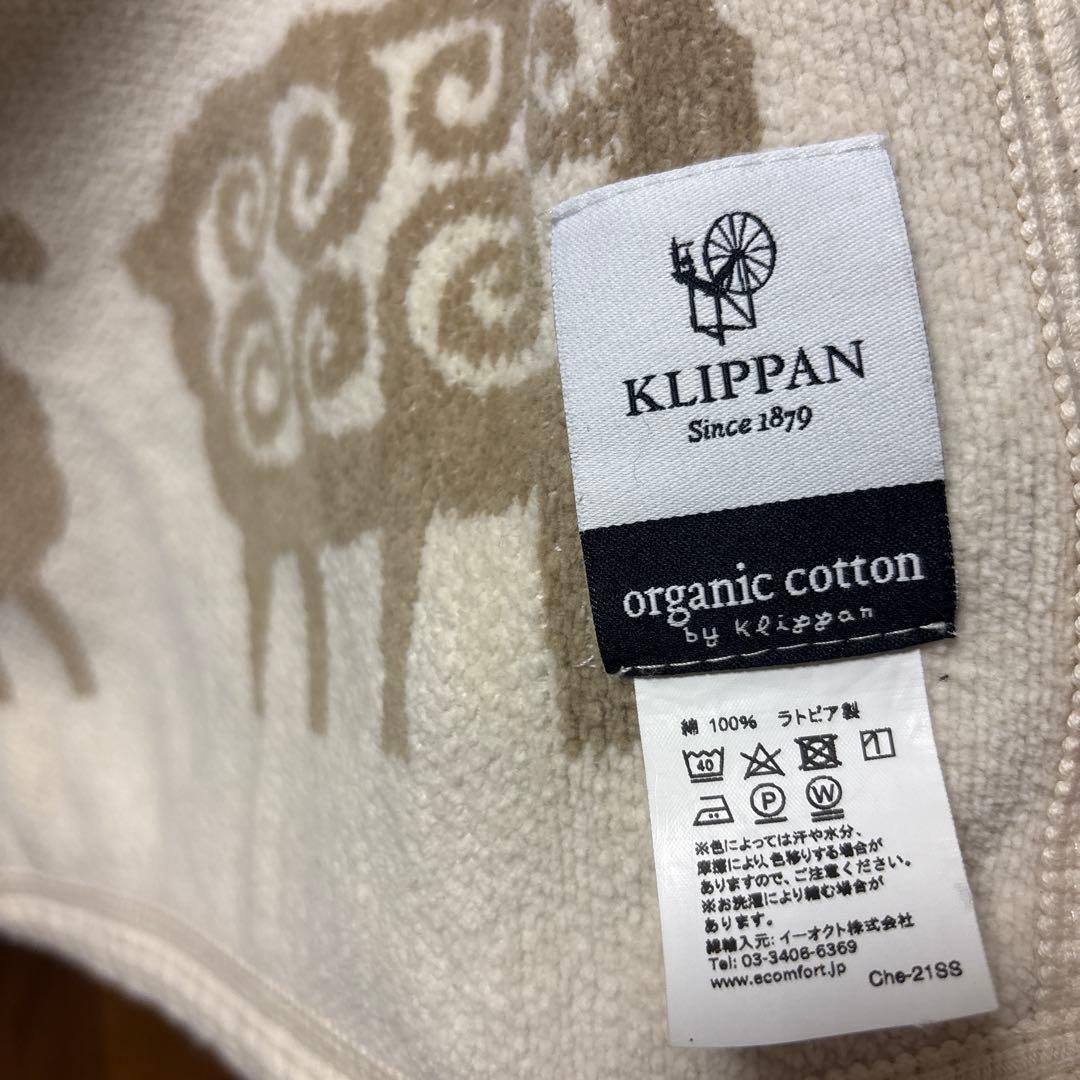 KLIPPAN
Since 1879
organic cotton
by klippan
綿 100% ラトビア製
40
P W
※色によっては汗や水分、
摩擦により、色移りする場合が
ありますので、ご注意ください。
※お洗濯により縮む場合が
あります。
総輸入元: イーオクト株式会社
Tel: 03-3406-6369
www.ecomfort.jp Che-21SS